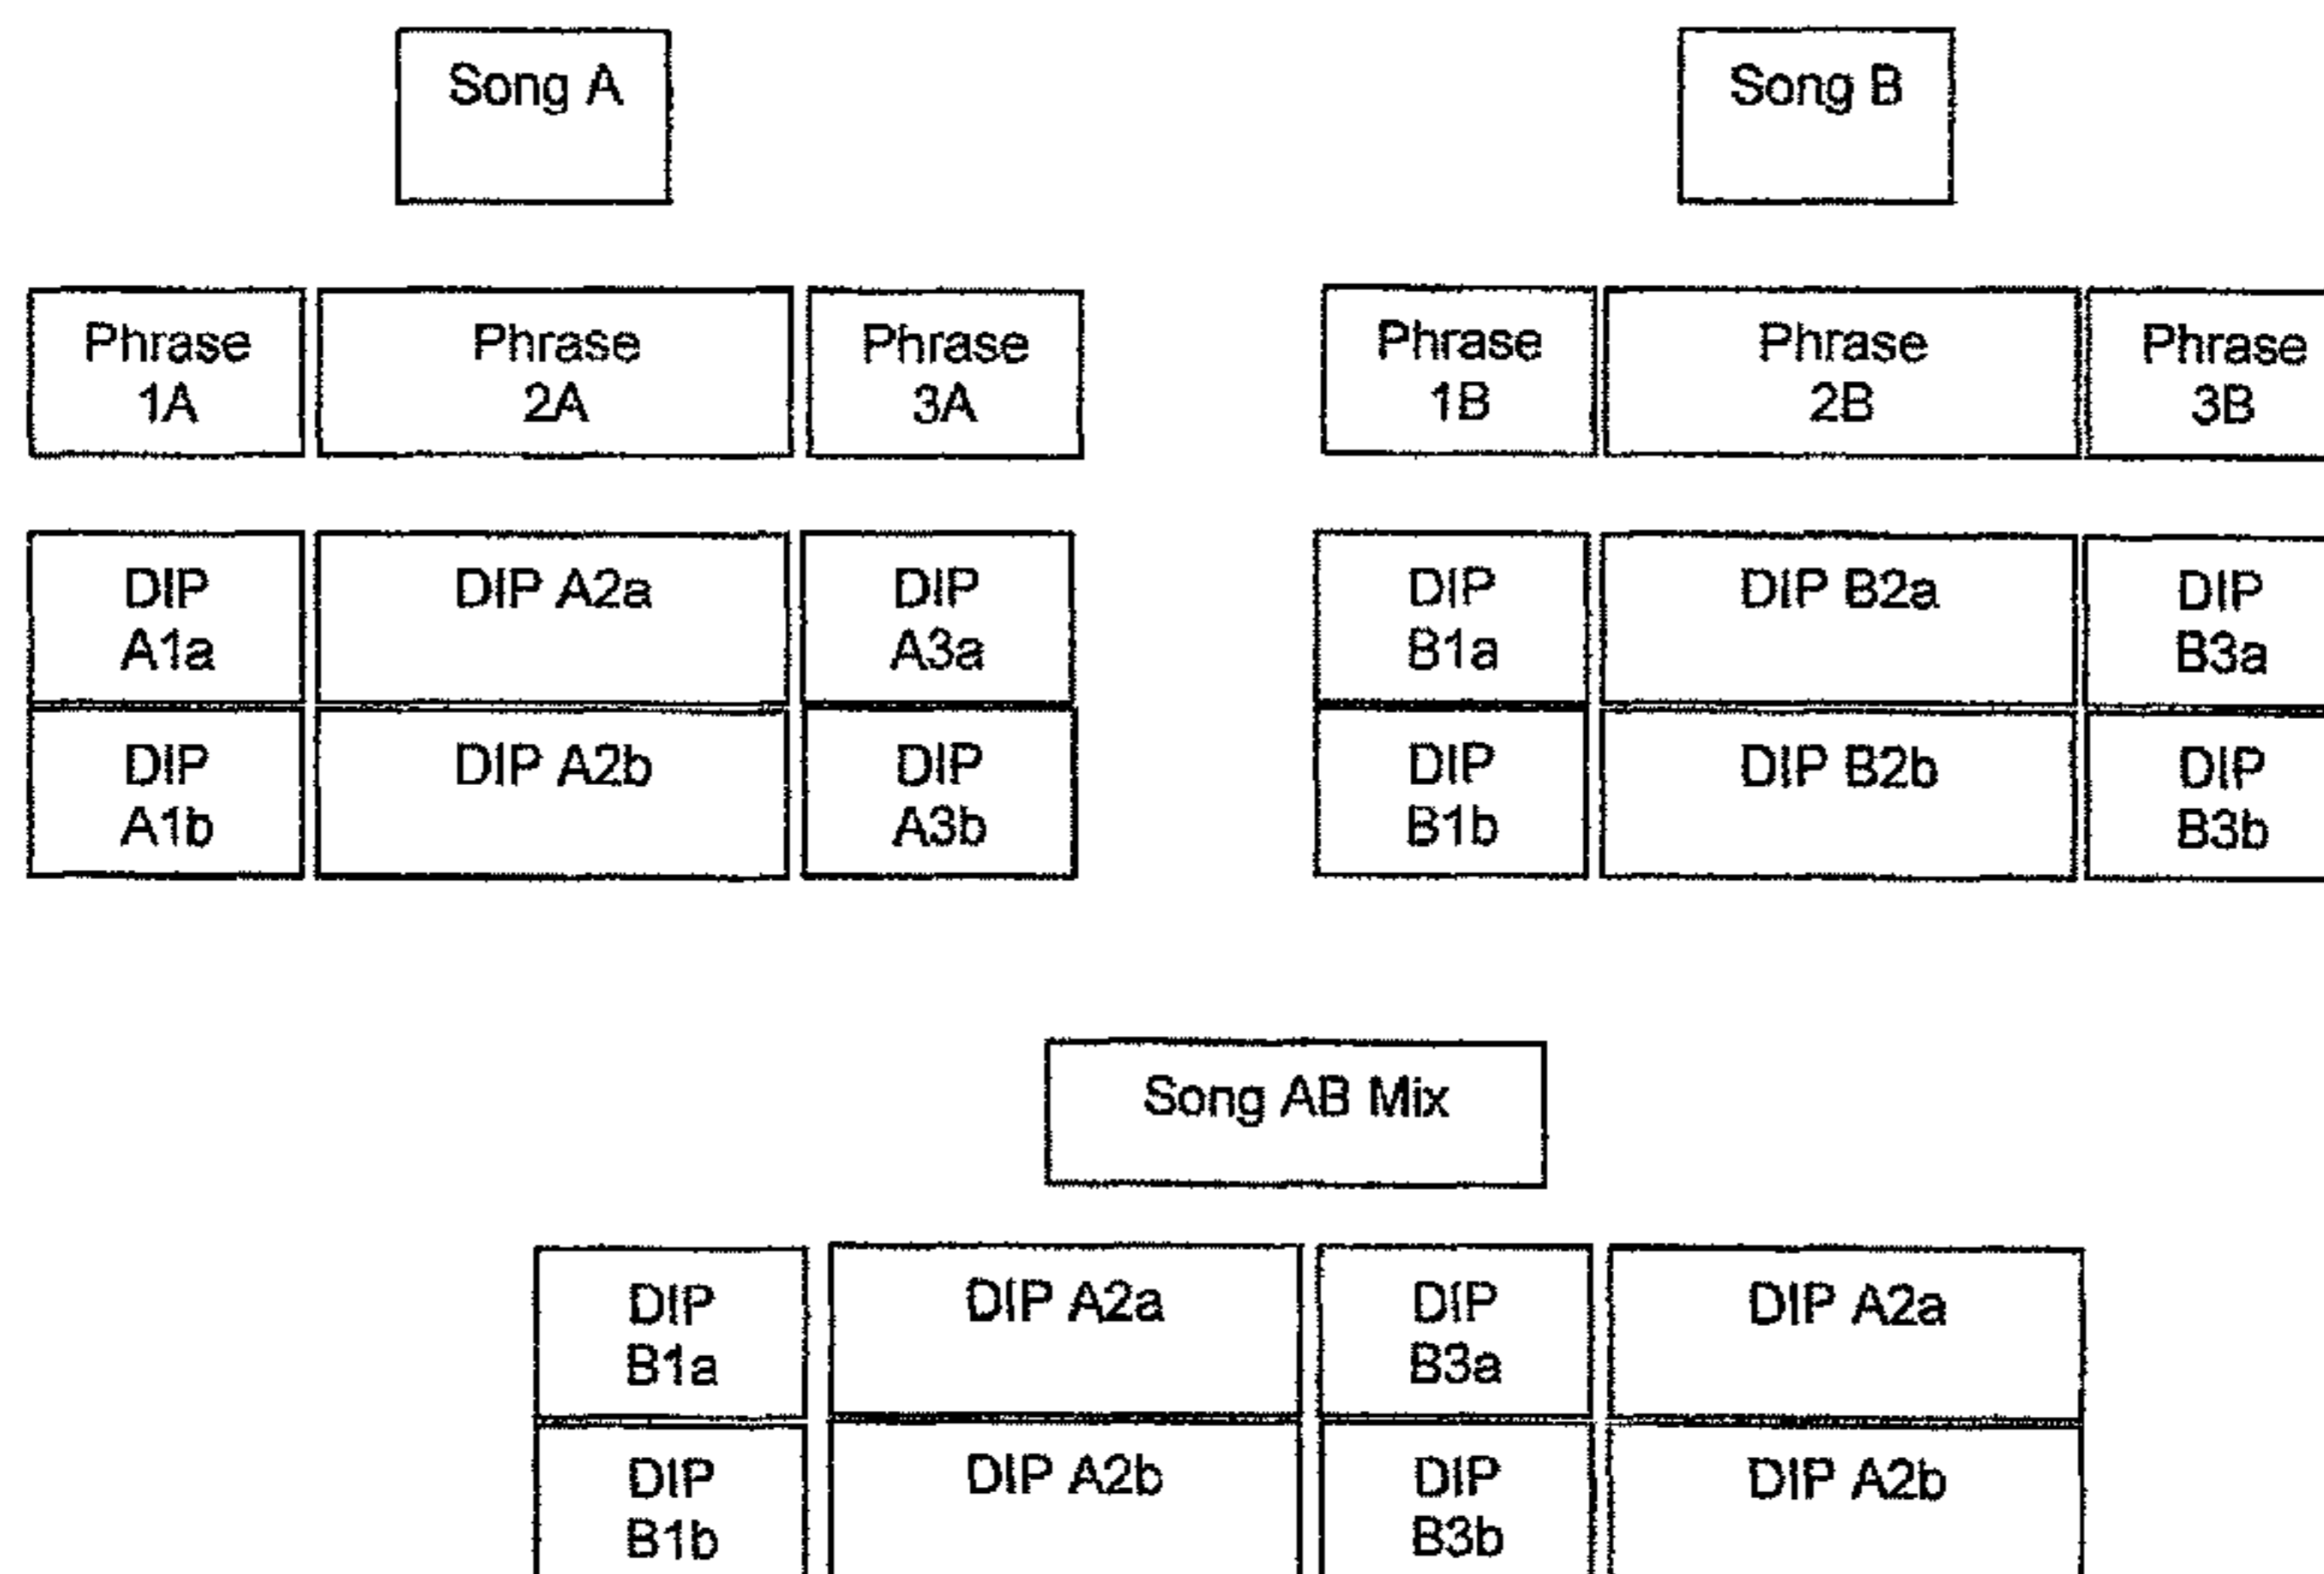 Song A
Song B
Phrase
1A
Phrase
2A
Phrase
3A
Phrase
1B
Phrase
2B
Phrase
3B
DIP
A1a
DIP A2a
DIP
A3a
DIP
B1a
DIP B2a
DIP
B3a
DIP
A1b
DIP A2b
DIP
A3b
DIP
B1b
DIP B2b
DIP
B3b
Song AB Mix
DIP
B1a
DIP A2a
DIP
B3a
DIP A2a
DIP
B1b
DIP A2b
DIP
B3b
DIP A2b